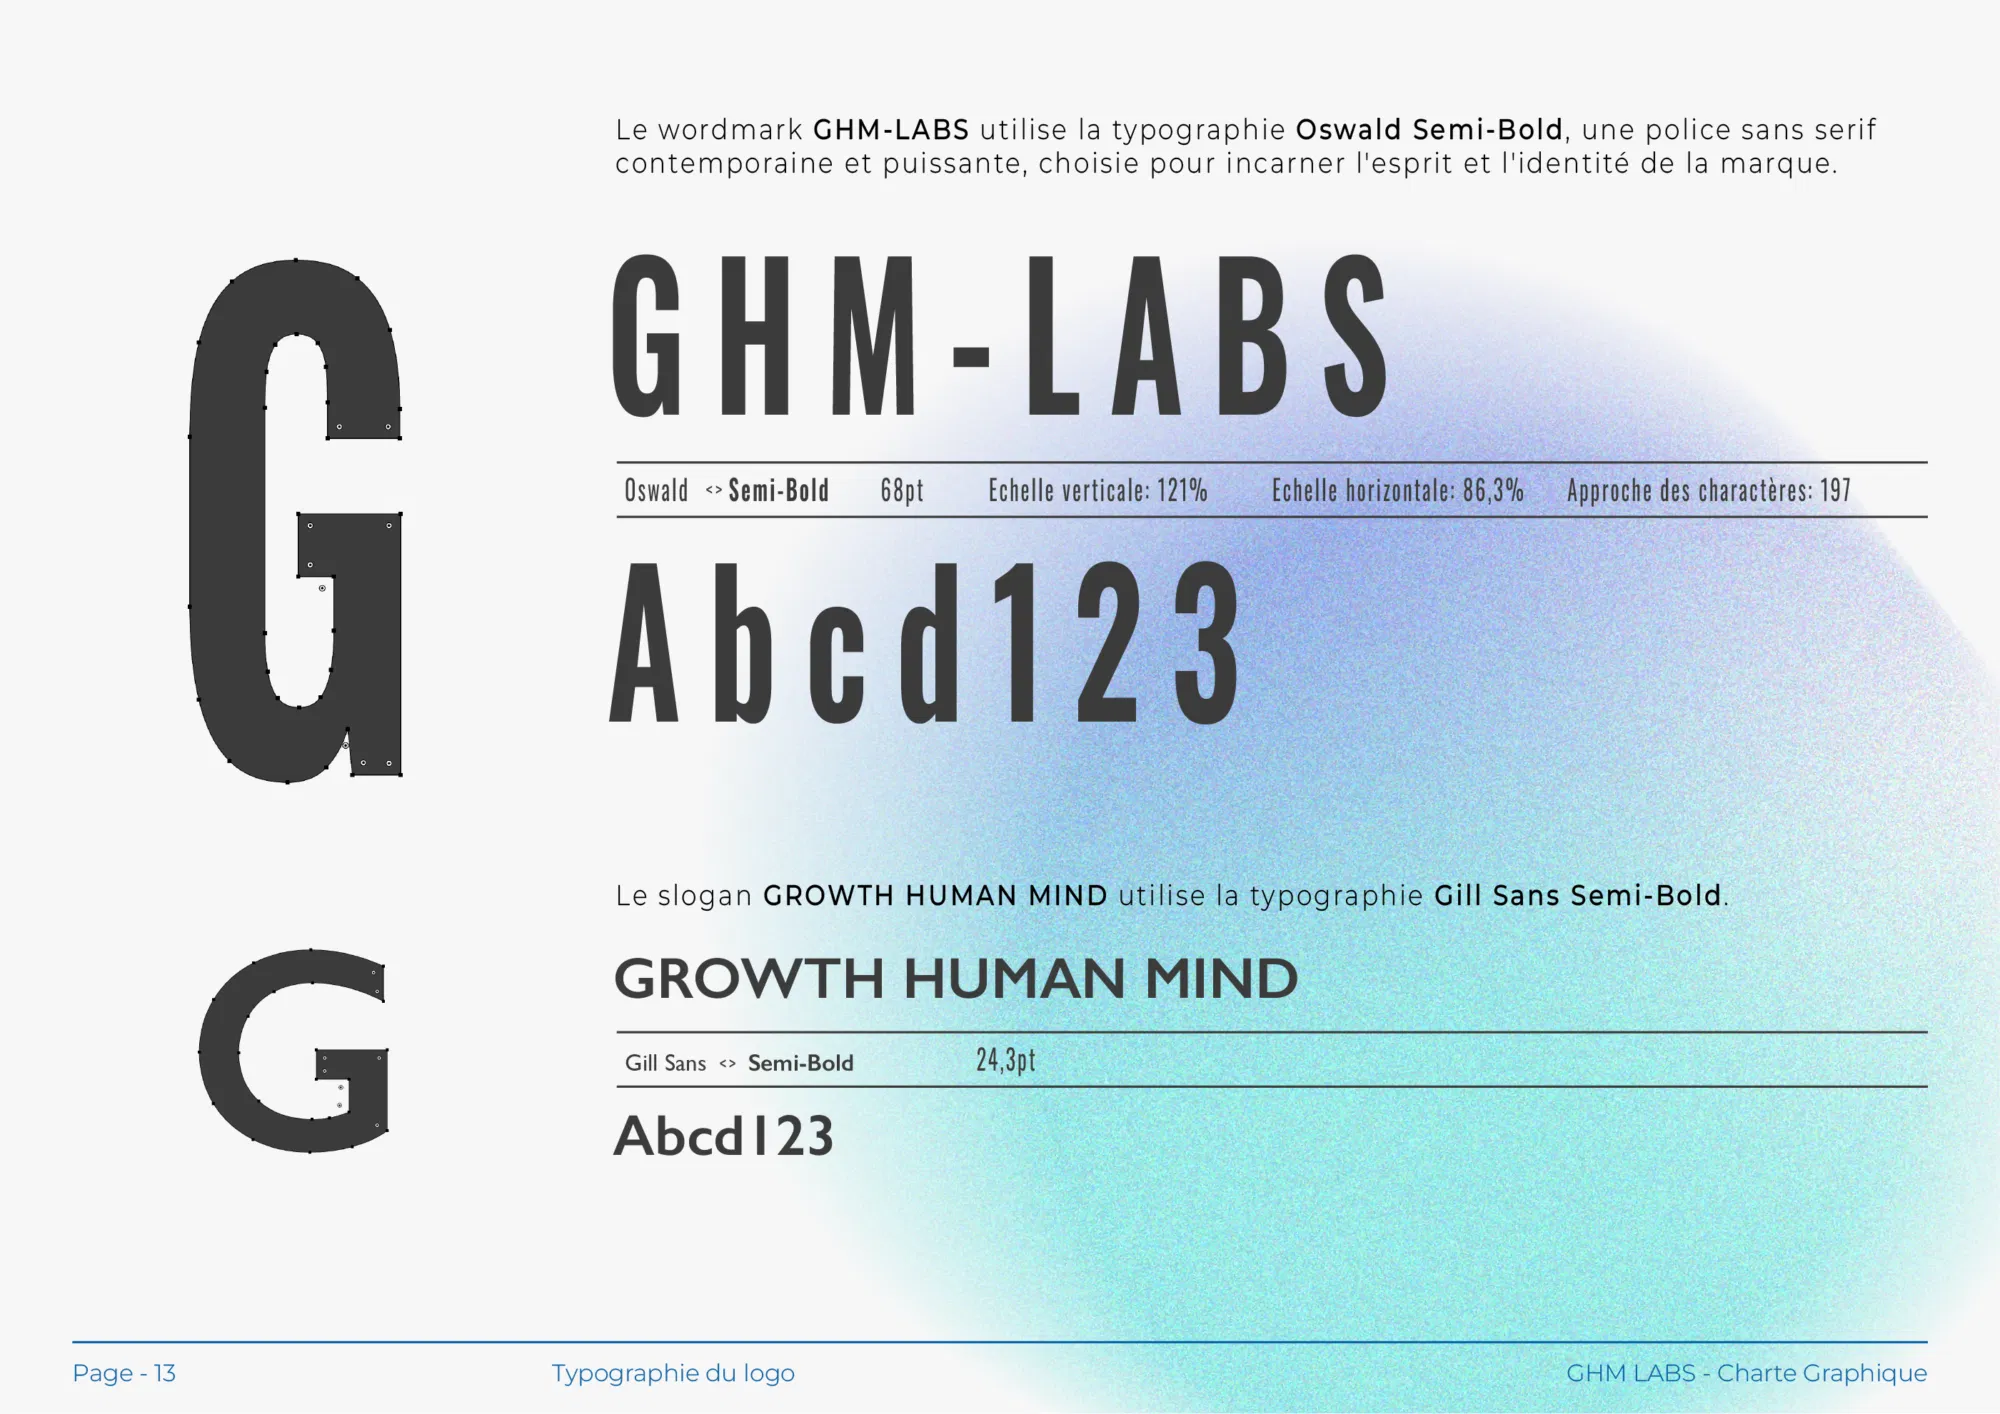 Le wordmark GHM-LABS utilise la typographie Oswald Semi-Bold, une police sans serif
contemporaine et puissante, choisie pour incarner l'esprit et l'identité de la marque.
G
GHM-LABS
Oswald <> Semi-Bold 68pt Echelle verticale: 121% Echelle horizontale: 86,3% Approche des charactères: 197
Abcd123
Le slogan GROWTH HUMAN MIND utilise la typographie Gill Sans Semi-Bold.
G
GROWTH HUMAN MIND
Gill Sans <> Semi-Bold 24,3pt
Abcd123
Page - 13 Typographie du logo GHM LABS - Charte Graphique